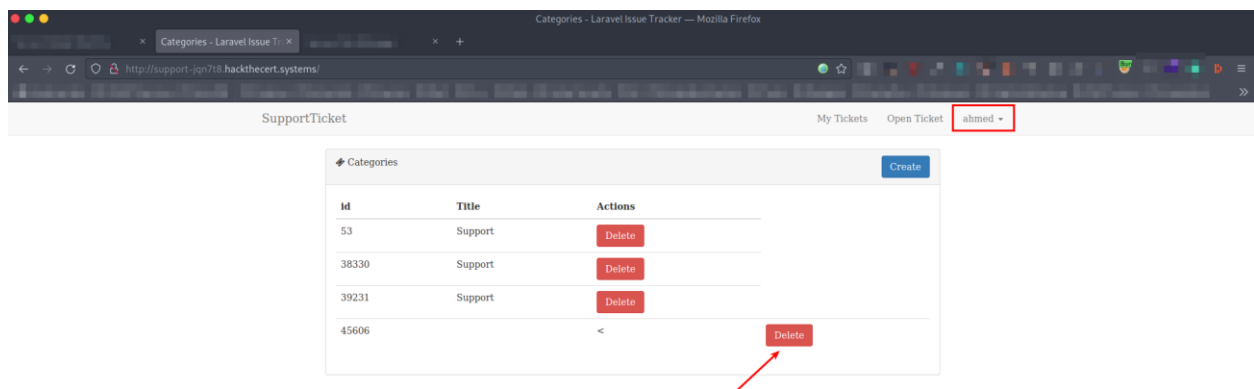 Categories - Laravel Issue Tracker — Mozilla Firefox
Categories - Laravel Issue Tr
http://support-jqn7t8.hackthecert.systems/
SupportTicket My Tickets Open Ticket ahmed
Categories Create
id Title Actions
53 Support Delete
38330 Support Delete
39231 Support Delete
45606 < Delete